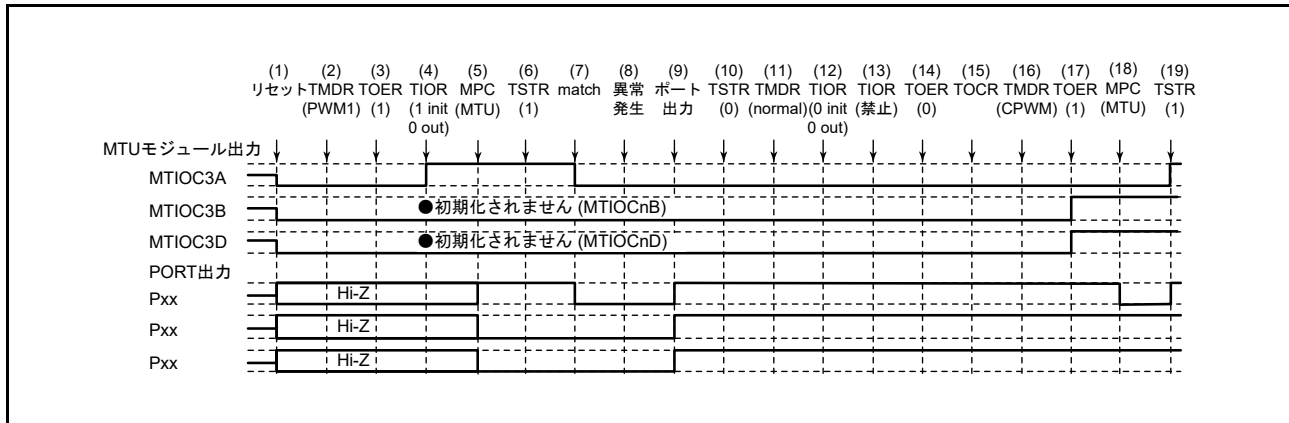 (1) (2) (3) (4) (5) (6) (7) (8) (9) (10) (11) (12) (13) (14) (15) (16) (17) (18) (19)
リセット TMDR TOER TIOR MPC TSTR match 異常 ポート TSTR TMDR TIOR TIOR TOER TOCR TMDR TOER MPC TSTR
(PWM1) (1) (1 init (MTU) (1) 発生 出力 (0) (normal) (0 init (禁止) (0) (CPWM) (1) (MTU) (1)
0 out) 0 out)
MTUモジュール出力
MTIOC3A
MTIOC3B ●初期化されません (MTIOCnB)
MTIOC3D ●初期化されません (MTIOCnD)
PORT出力
Pxx Hi-Z
Pxx Hi-Z
Pxx Hi-Z